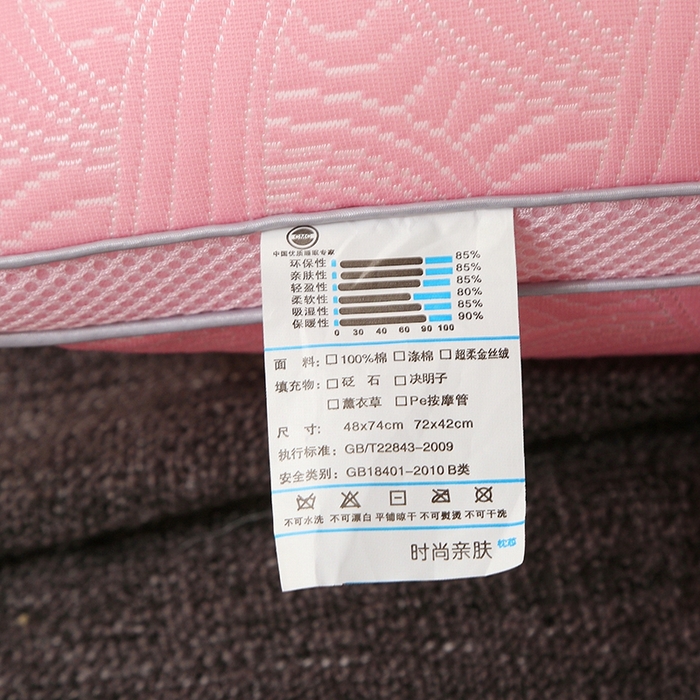 中国优质睡眠专家
环保性 85%
亲肤性 85%
轻盈性 85%
柔软性 80%
吸湿性 85%
保暖性 90%
0 30 40 60 90 100
面 料: □100%棉 □涤棉 □超柔金丝绒
填充物: □砭 石 □决明子
□薰衣草 □Pe按摩管
尺 寸: 48x74cm 72x42cm
执行标准: GB/T22843-2009
安全类别: GB18401-2010 B类
不可水洗 不可漂白 平铺晾干 不可熨烫 不可干洗
时尚亲肤 枕芯